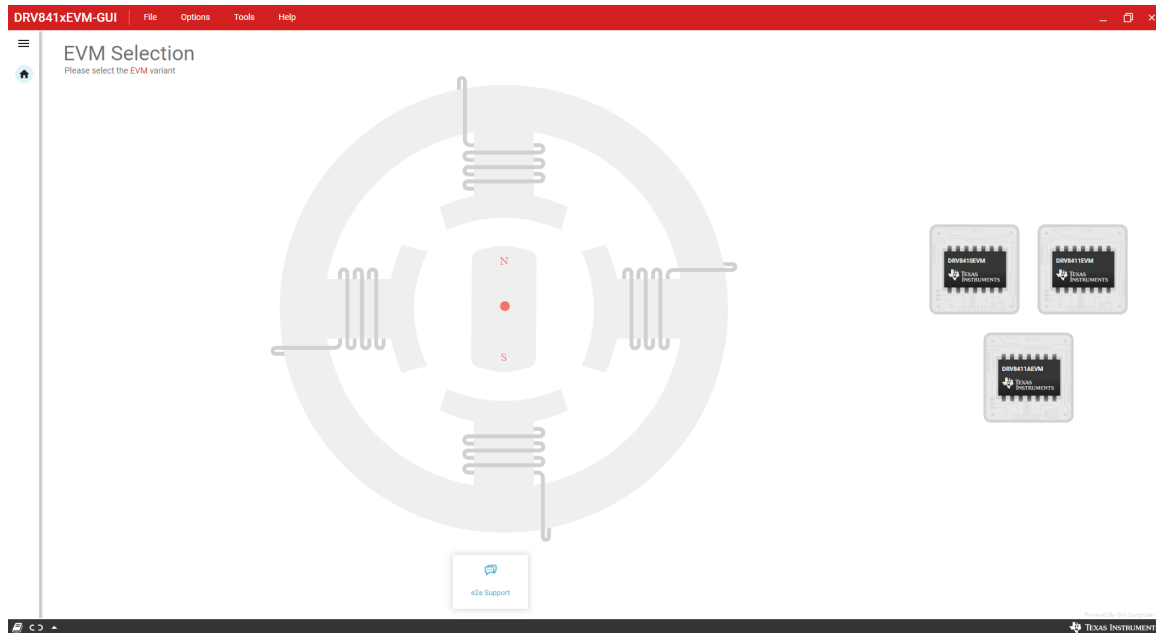 DRV841xEVM-GUI File Options Tools Help
EVM Selection
Please select the EVM variant
N
S
DRV8410EVM
TEXAS INSTRUMENTS
DRV8411EVM
TEXAS INSTRUMENTS
DRV8411AEVM
TEXAS INSTRUMENTS
e2e Support
Powered By GUI Composer
TEXAS INSTRUMENT